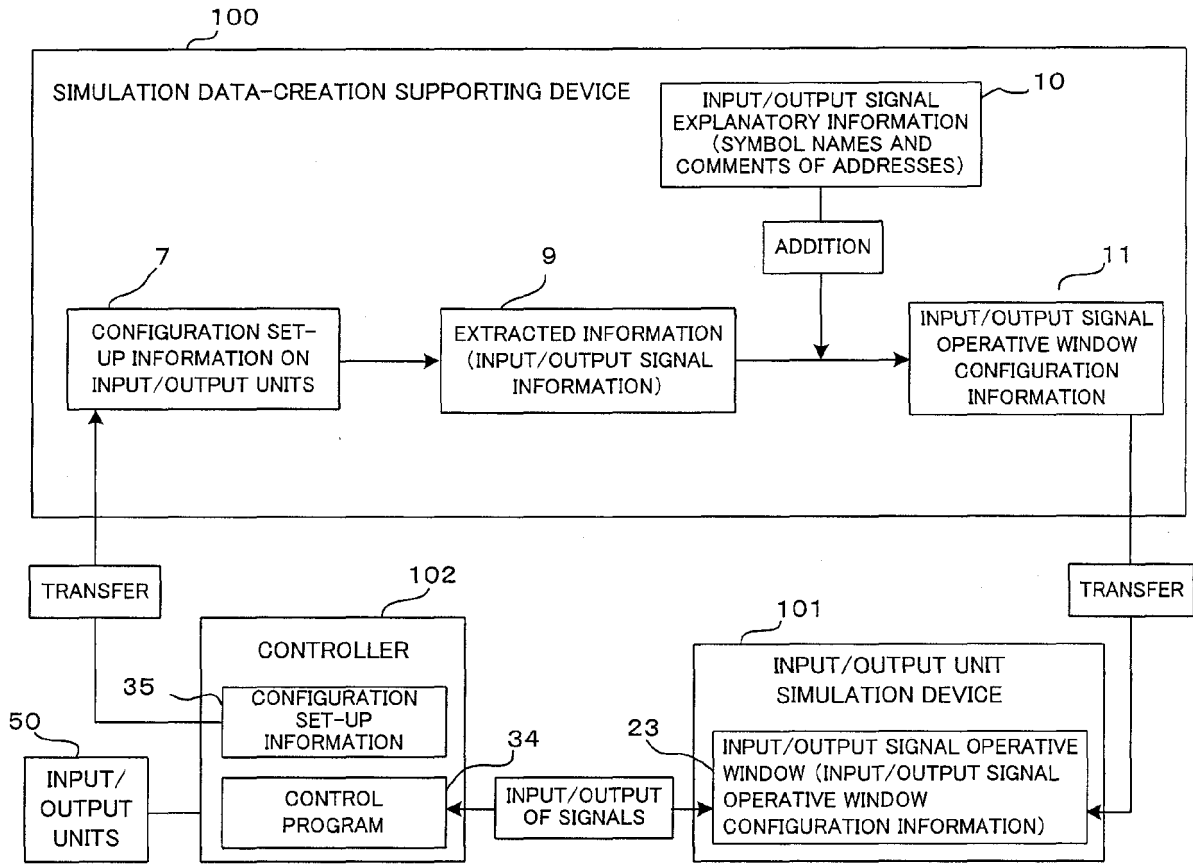 100
SIMULATION DATA-CREATION SUPPORTING DEVICE
10
INPUT/OUTPUT SIGNAL
EXPLANATORY INFORMATION
(SYMBOL NAMES AND
COMMENTS OF ADDRESSES)
ADDITION
7
CONFIGURATION SET-
UP INFORMATION ON
INPUT/OUTPUT UNITS
9
EXTRACTED INFORMATION
(INPUT/OUTPUT SIGNAL
INFORMATION)
11
INPUT/OUTPUT SIGNAL
OPERATIVE WINDOW
CONFIGURATION
INFORMATION
TRANSFER
TRANSFER
102
CONTROLLER
35
CONFIGURATION
SET-UP
INFORMATION
34
CONTROL
PROGRAM
50
INPUT/
OUTPUT
UNITS
INPUT/OUTPUT
OF SIGNALS
101
INPUT/OUTPUT UNIT
SIMULATION DEVICE
23
INPUT/OUTPUT SIGNAL OPERATIVE
WINDOW (INPUT/OUTPUT SIGNAL
OPERATIVE WINDOW
CONFIGURATION INFORMATION)